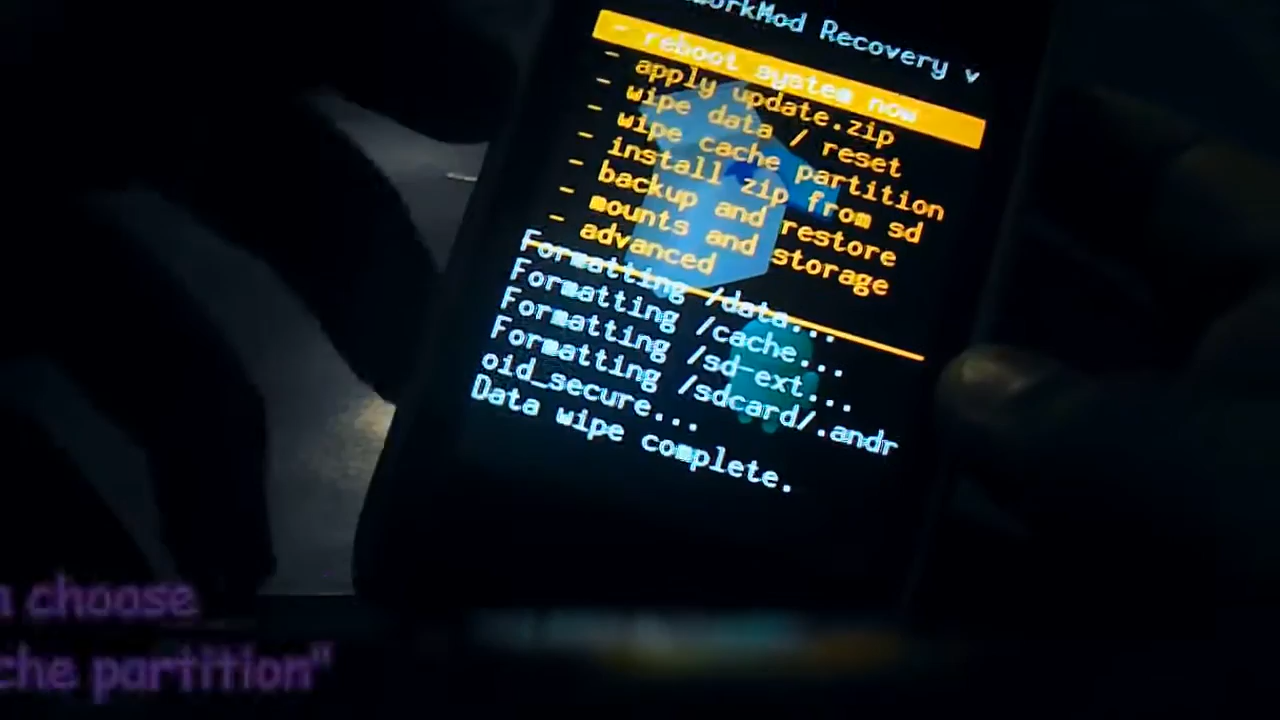 orkMod Recovery v
- reboot system now
- apply update.zip
- wipe data / reset
- wipe cache partition
- install zip from sd
- backup and restore
- mounts and storage
- advanced
Formatting /data...
Formatting /cache...
Formatting /sd-ext...
Formatting /sdcard/.andr
oid_secure...
Data wipe complete.
choose
che partition"